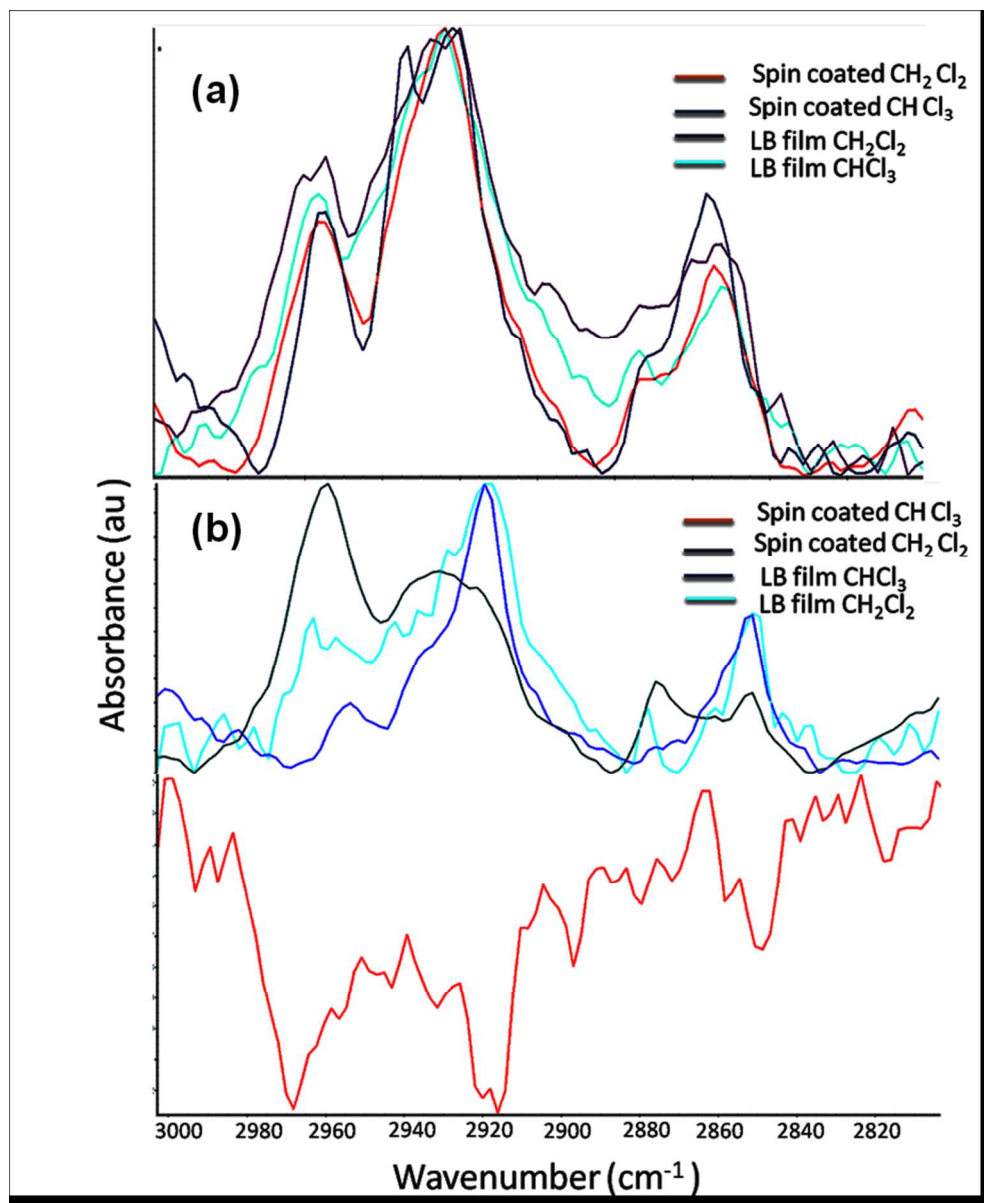 (a)
Spin coated CH₂ Cl₂
Spin coated CH Cl₃
LB film CH₂Cl₂
LB film CHCl₃
(b)
Spin coated CH Cl₃
Spin coated CH₂ Cl₂
LB film CHCl₃
LB film CH₂Cl₂
Absorbance (au)
3000 2980 2960 2940 2920 2900 2880 2860 2840 2820
Wavenumber (cm⁻¹)